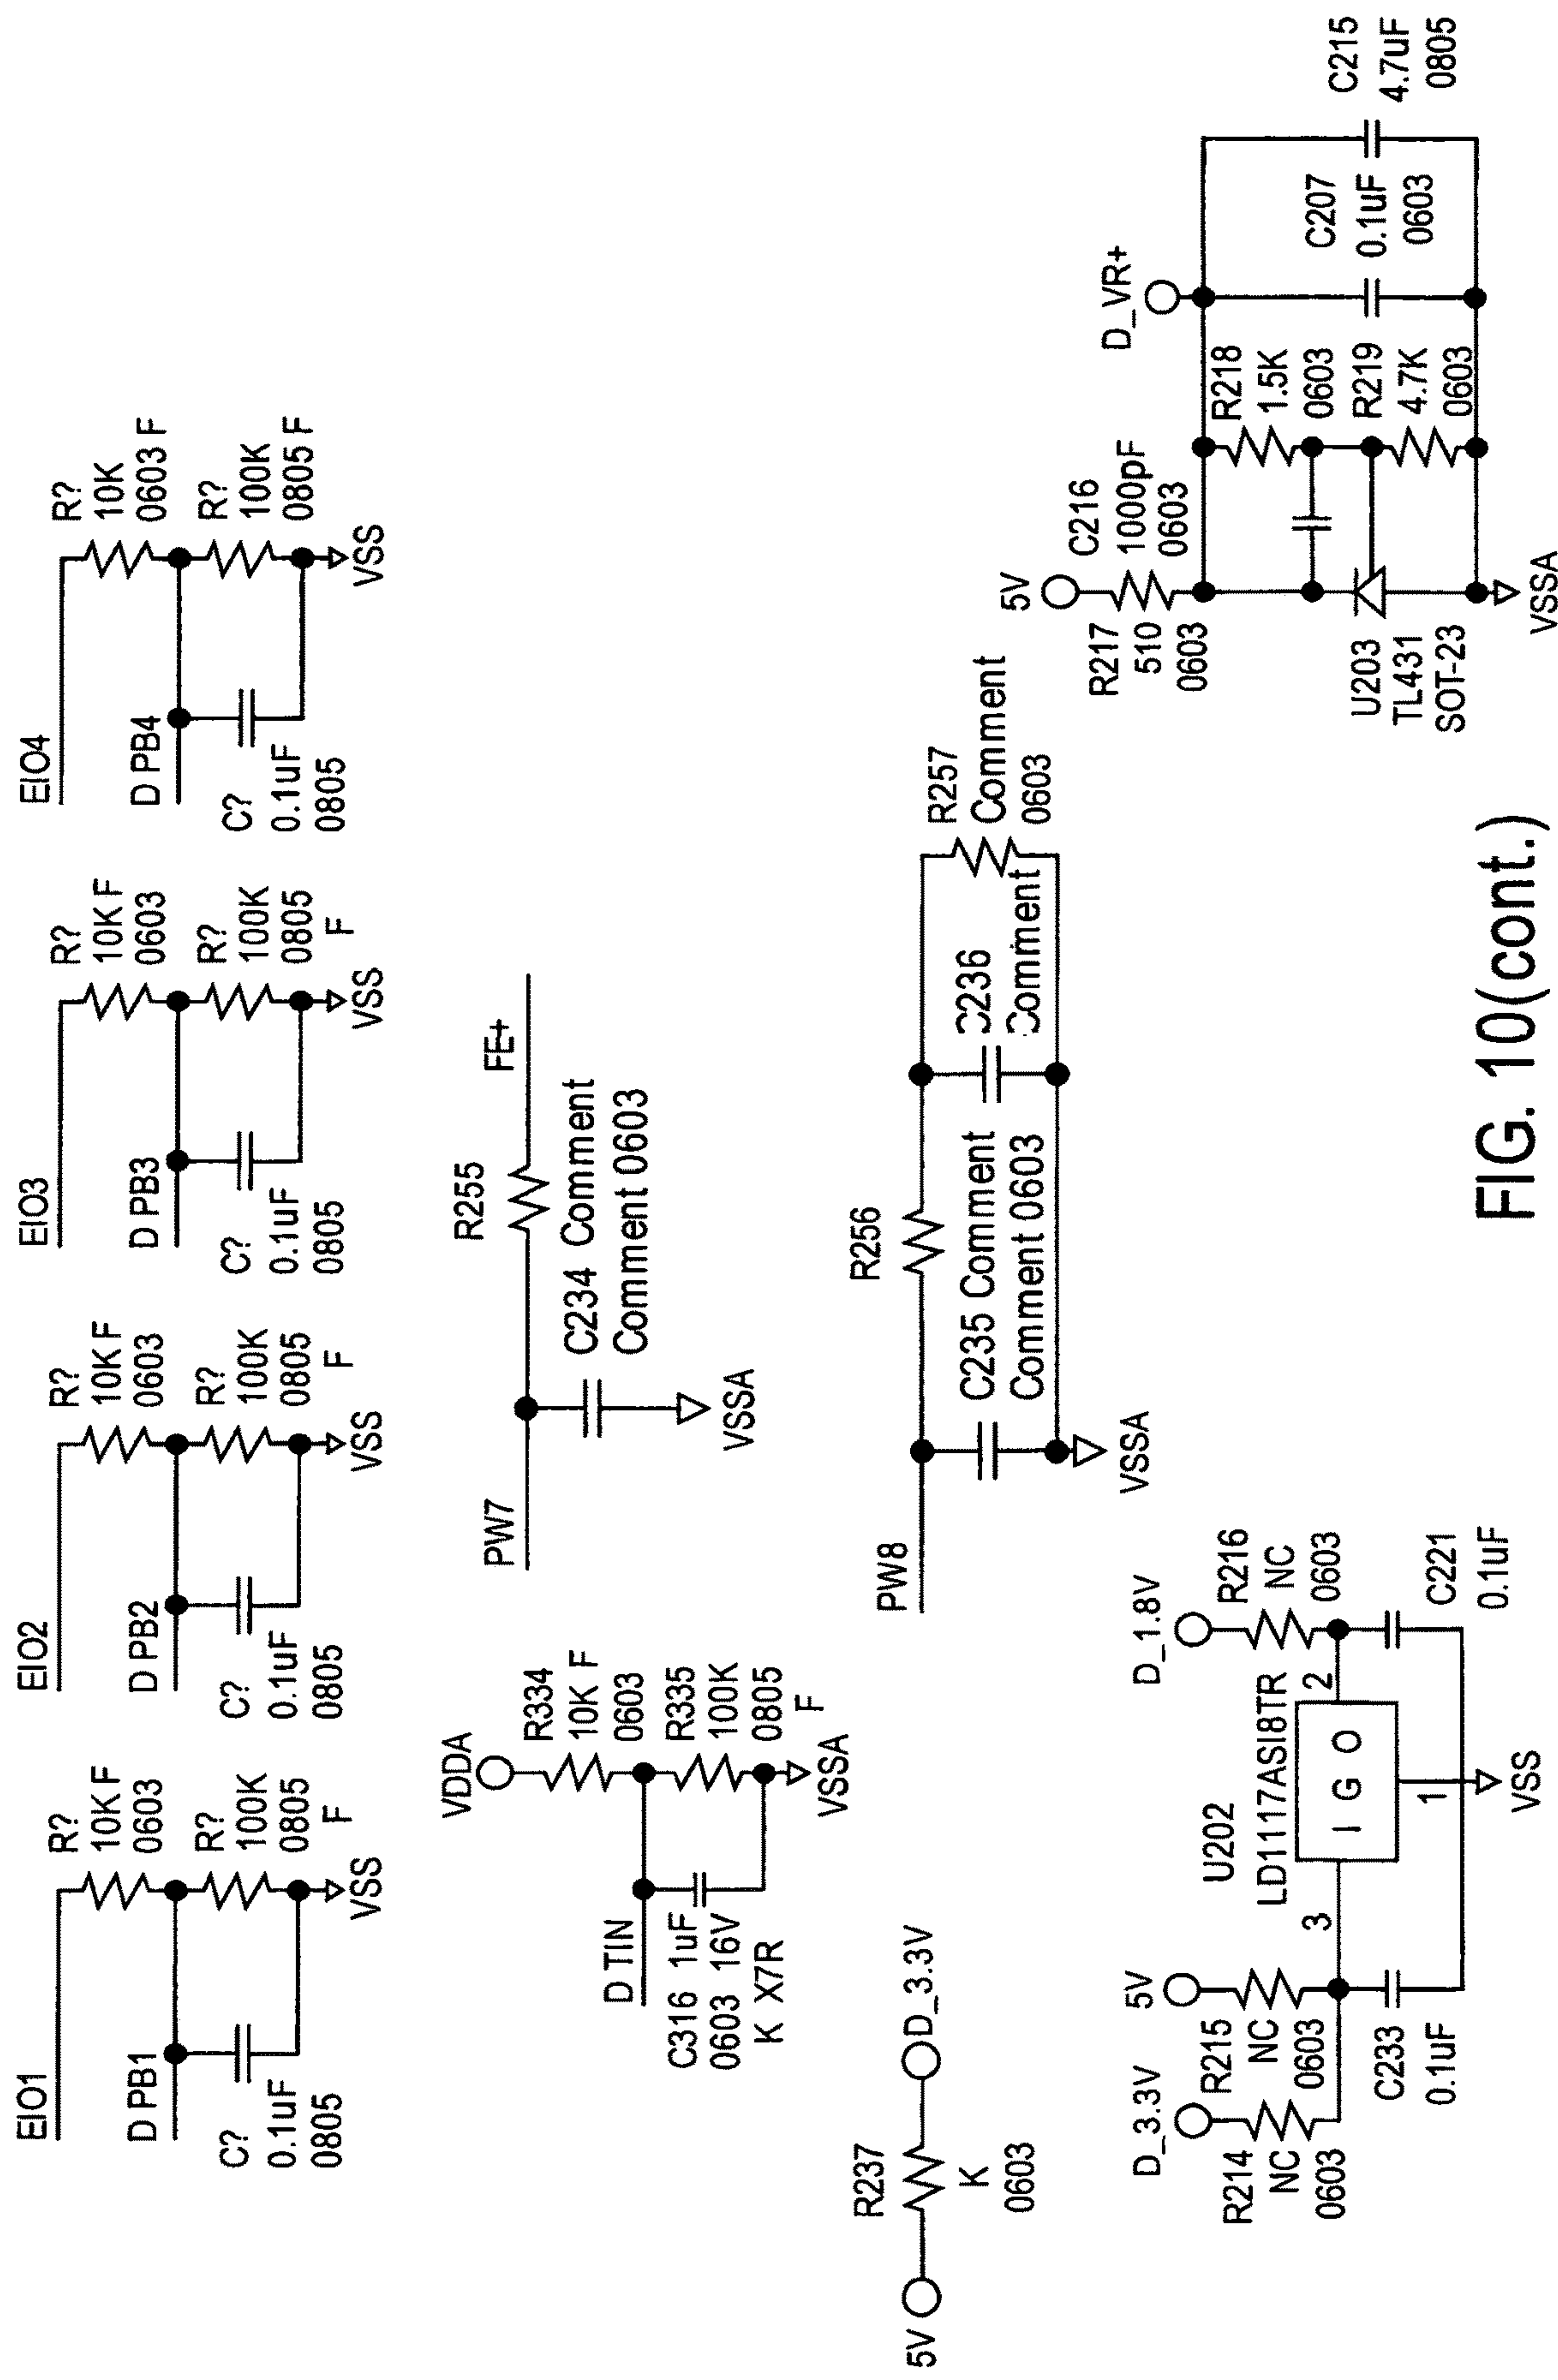 EIO1
R?
10K F
0603
D PB1
R?
100K
0805
F
C?
0.1uF
0805
VSS
EIO2
R?
10K F
0603
D PB2
R?
100K
0805
F
C?
0.1uF
0805
VSS
EIO3
R?
10K F
0603
D PB3
R?
100K
0805
F
C?
0.1uF
0805
VSS
EIO4
R?
10K
0603 F
D PB4
R?
100K
0805 F
C?
0.1uF
0805
VSS
VDDA
R334
10K F
0603
D TIN
R335
100K
0805
F
C316 1uF
0603 16V
K X7R
VSSA
PW7
R255
FE+
C234 Comment
Comment 0603
VSSA
5V
R237
K
0603
D_3.3V
PW8
R256
R257
Comment
0603
C235 Comment
Comment 0603
C236
Comment
VSSA
D_3.3V
R214
NC
0603
5V
R215
NC
0603
C233
0.1uF
U202
LD1117ASI8TR
3
I G O
2
1
D_1.8V
R216
NC
0603
C221
0.1uF
VSS
5V
R217
510
0603
C216
1000pF
0603
U203
TL431
SOT-23
D_VR+
R218
1.5K
0603
R219
4.7K
0603
C207
0.1uF
0603
C215
4.7uF
0805
VSSA
FIG. 10(cont.)